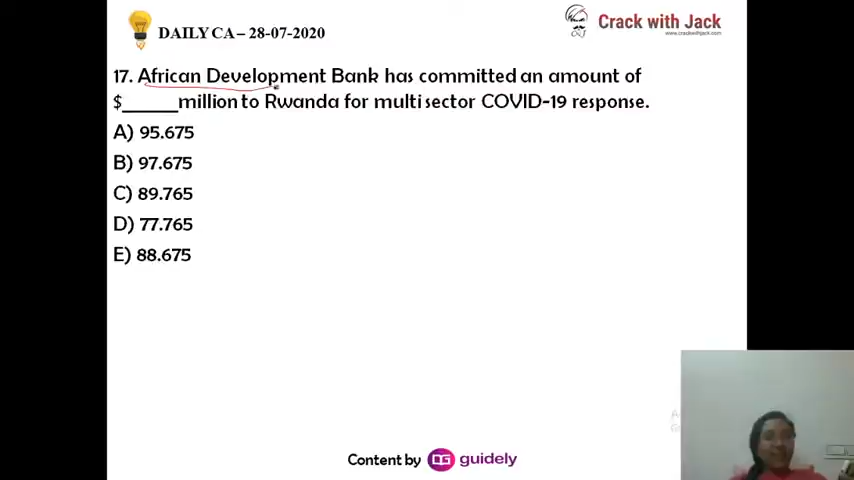 DAILY CA – 28-07-2020
Crack with Jack
www.crackwithjack.com
17. African Development Bank has committed an amount of
$_____million to Rwanda for multi sector COVID-19 response.
A) 95.675
B) 97.675
C) 89.765
D) 77.765
E) 88.675
Content by guidely